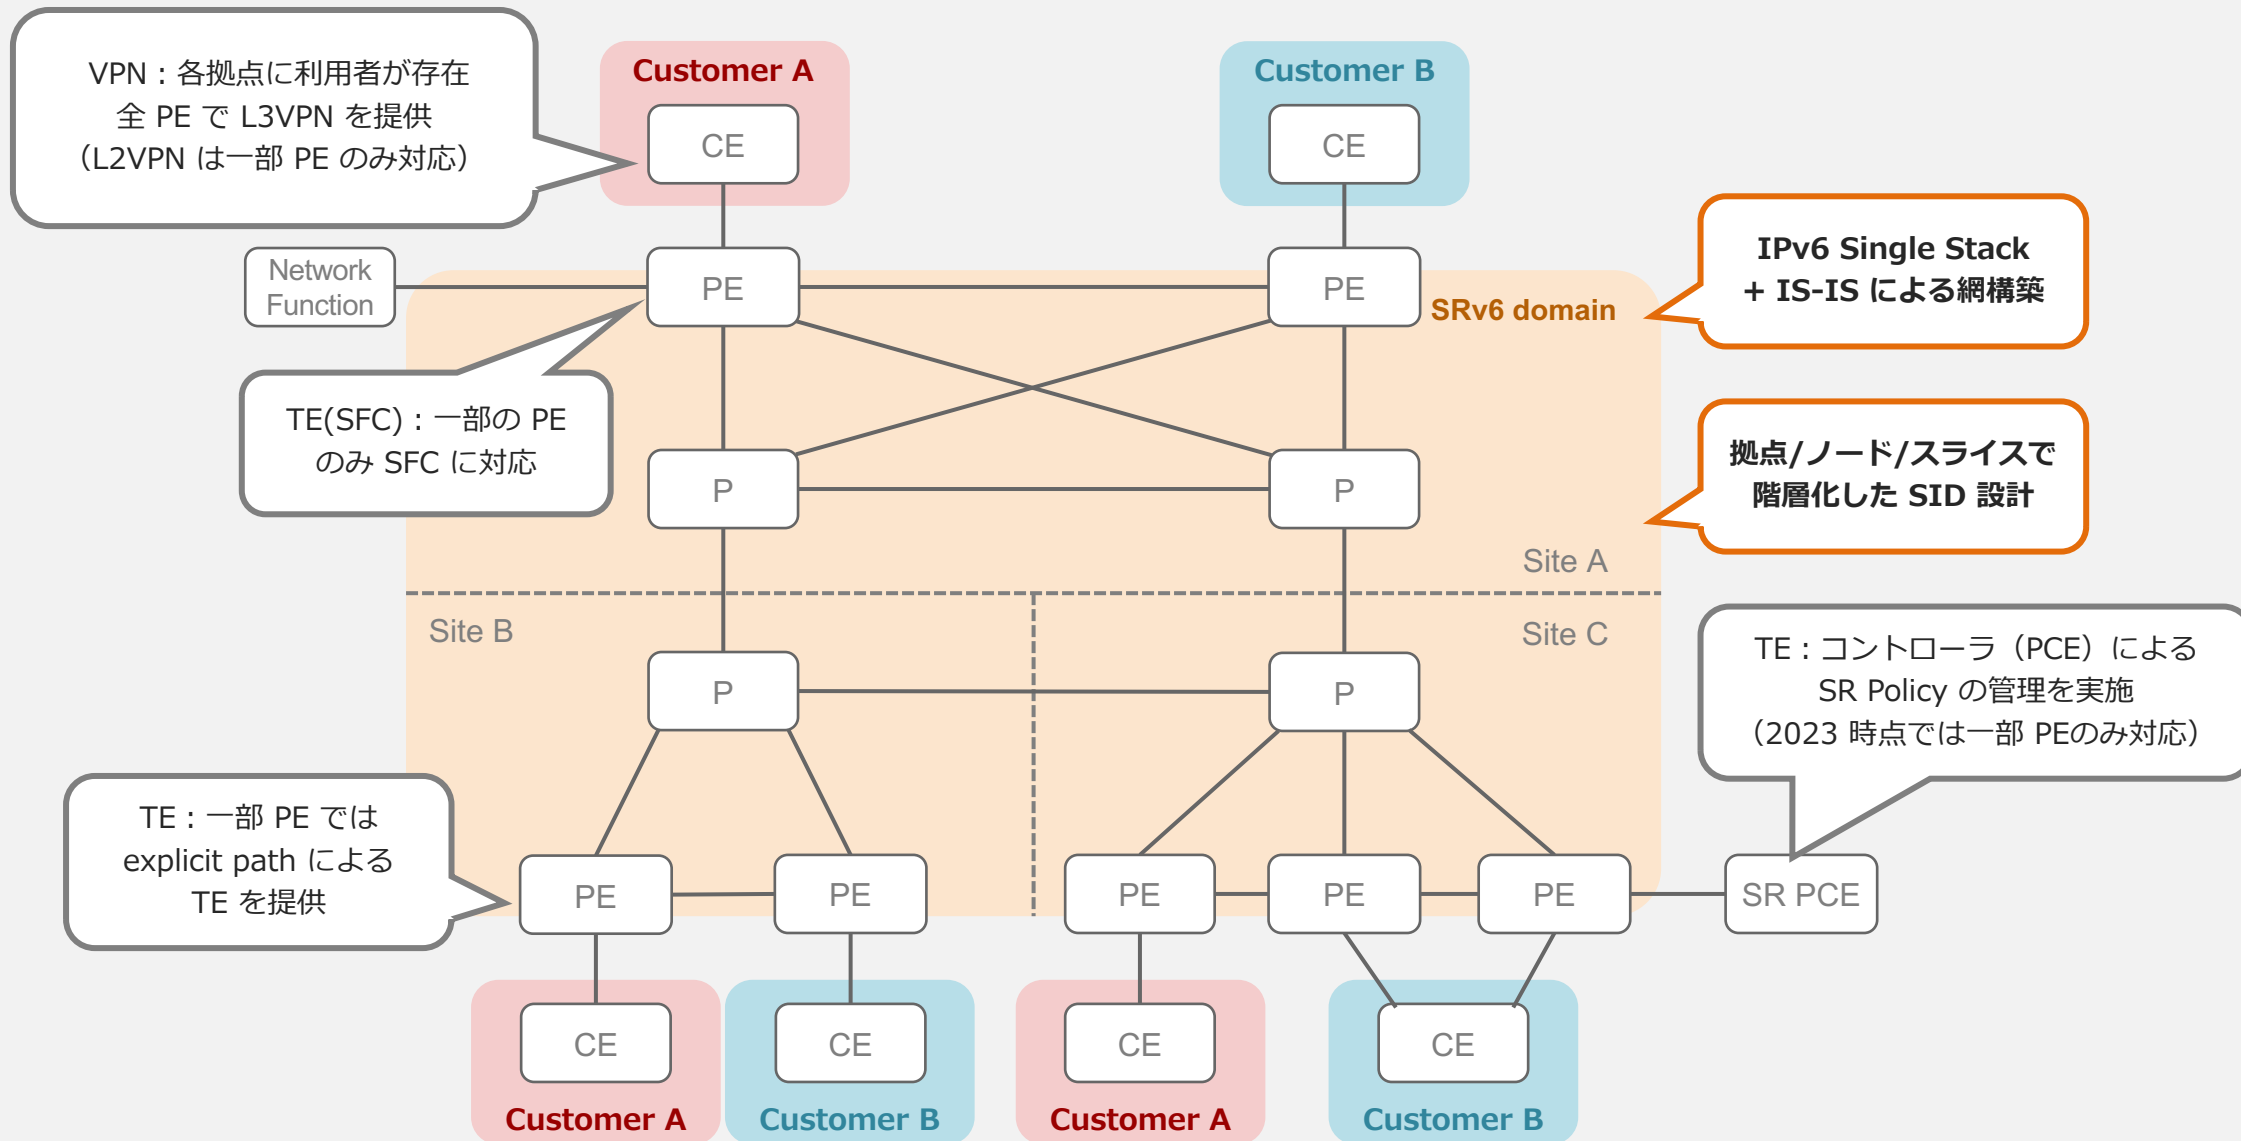 VPN : 各拠点に利用者が存在
全 PE で L3VPN を提供
（L2VPN は一部 PE のみ対応）
Customer A
CE
Customer B
CE
Network
Function
PE
PE
SRv6 domain
IPv6 Single Stack
+ IS-IS による網構築
TE(SFC) : 一部の PE
のみ SFC に対応
P
P
拠点/ノード/スライスで
階層化した SID 設計
Site A
Site B
Site C
P
P
TE : コントローラ（PCE）による
SR Policy の管理を実施
（2023 時点では一部 PEのみ対応）
TE : 一部 PE では
explicit path による
TE を提供
PE
PE
PE
PE
PE
SR PCE
CE
CE
CE
CE
Customer A
Customer B
Customer A
Customer B